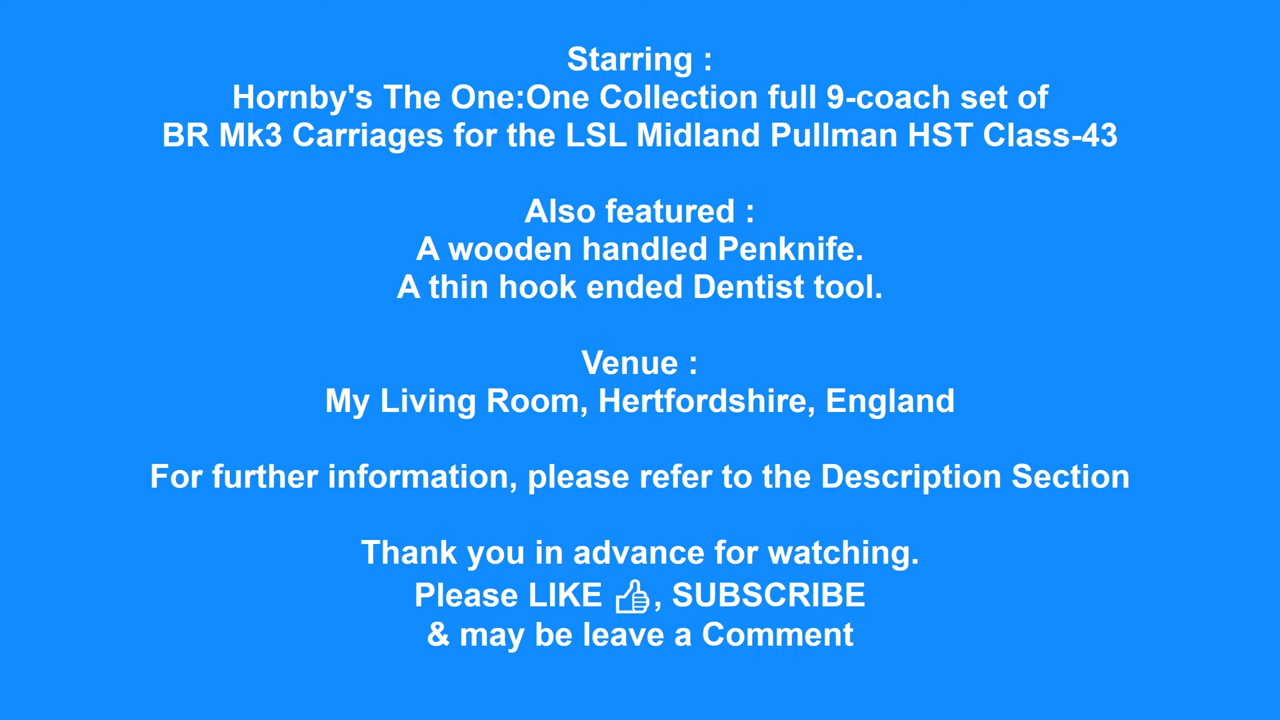 Starring :
Hornby's The One:One Collection full 9-coach set of
BR Mk3 Carriages for the LSL Midland Pullman HST Class-43
Also featured :
A wooden handled Penknife.
A thin hook ended Dentist tool.
Venue :
My Living Room, Hertfordshire, England
For further information, please refer to the Description Section
Thank you in advance for watching.
Please LIKE 👍, SUBSCRIBE
& may be leave a Comment